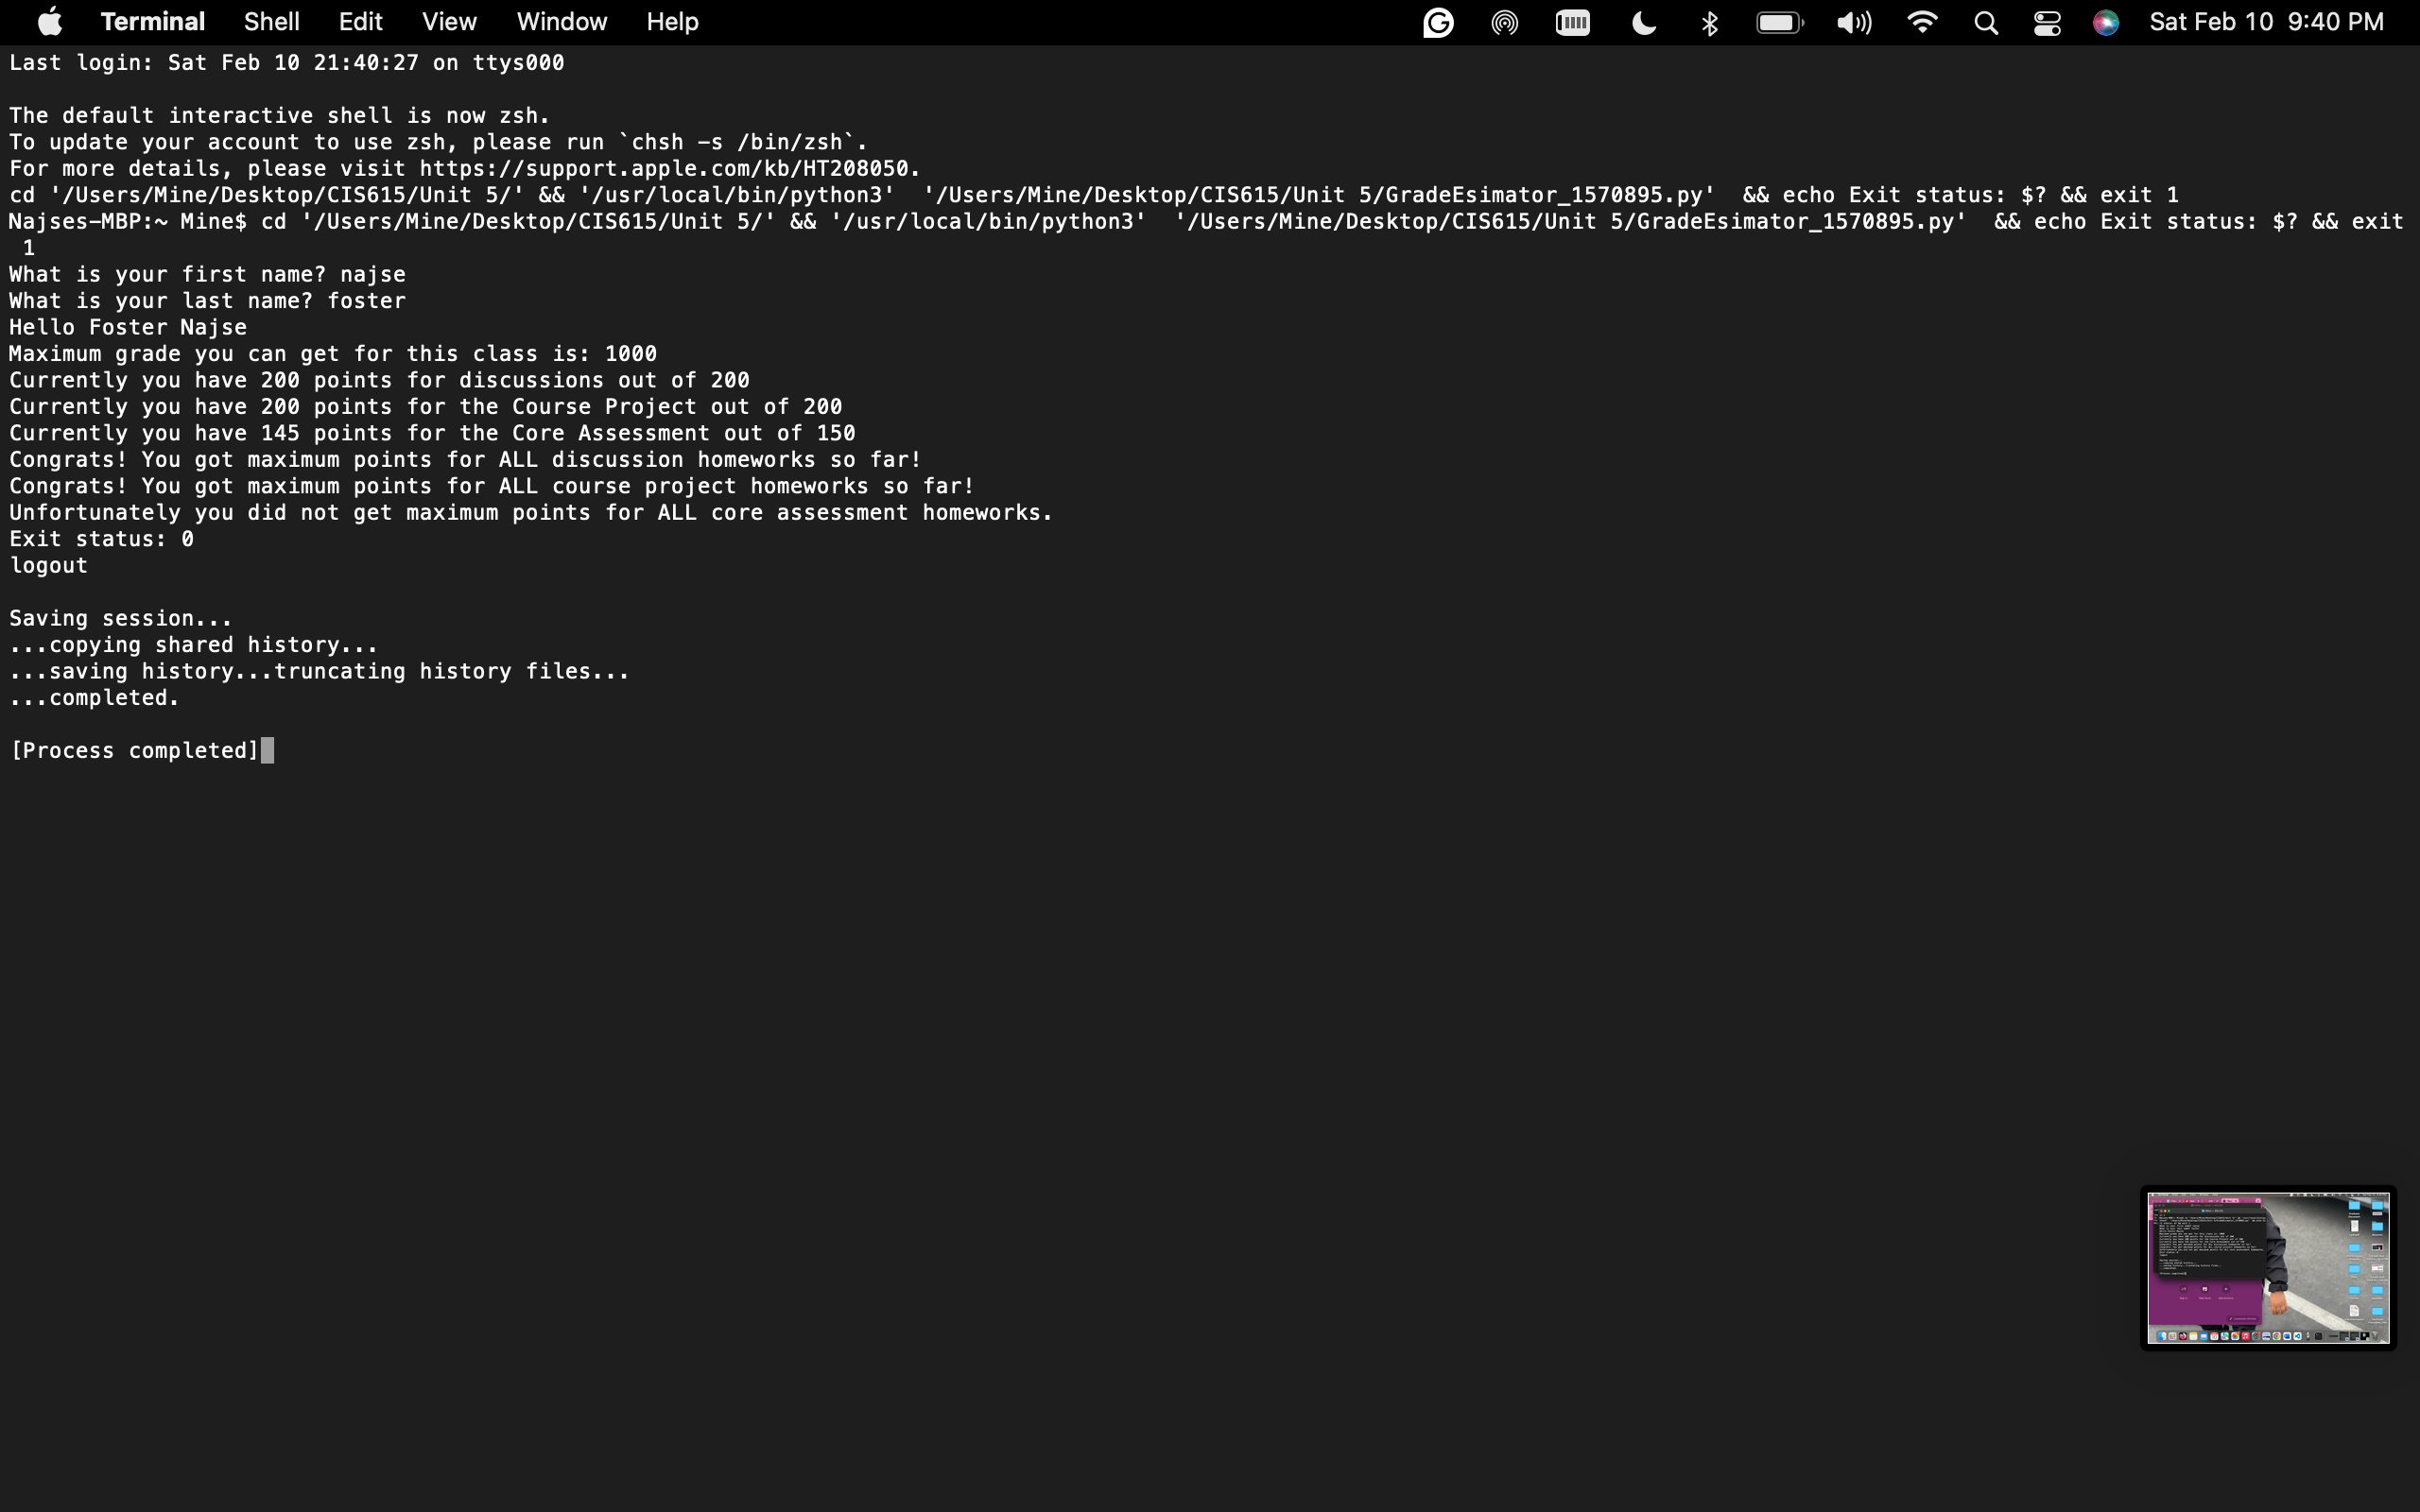 Terminal Shell Edit View Window Help Sat Feb 10 9:40 PM
Last login: Sat Feb 10 21:40:27 on ttys000
The default interactive shell is now zsh.
To update your account to use zsh, please run `chsh -s /bin/zsh`.
For more details, please visit https://support.apple.com/kb/HT208050.
cd '/Users/Mine/Desktop/CIS615/Unit 5/' && '/usr/local/bin/python3'  '/Users/Mine/Desktop/CIS615/Unit 5/GradeEsimator_1570895.py'  && echo Exit status: $? && exit 1
Najses-MBP:~ Mine$ cd '/Users/Mine/Desktop/CIS615/Unit 5/' && '/usr/local/bin/python3'  '/Users/Mine/Desktop/CIS615/Unit 5/GradeEsimator_1570895.py'  && echo Exit status: $? && exit
1
What is your first name? najse
What is your last name? foster
Hello Foster Najse
Maximum grade you can get for this class is: 1000
Currently you have 200 points for discussions out of 200
Currently you have 200 points for the Course Project out of 200
Currently you have 145 points for the Core Assessment out of 150
Congrats! You got maximum points for ALL discussion homeworks so far!
Congrats! You got maximum points for ALL course project homeworks so far!
Unfortunately you did not get maximum points for ALL core assessment homeworks.
Exit status: 0
logout
Saving session...
...copying shared history...
...saving history...truncating history files...
...completed.
[Process completed]